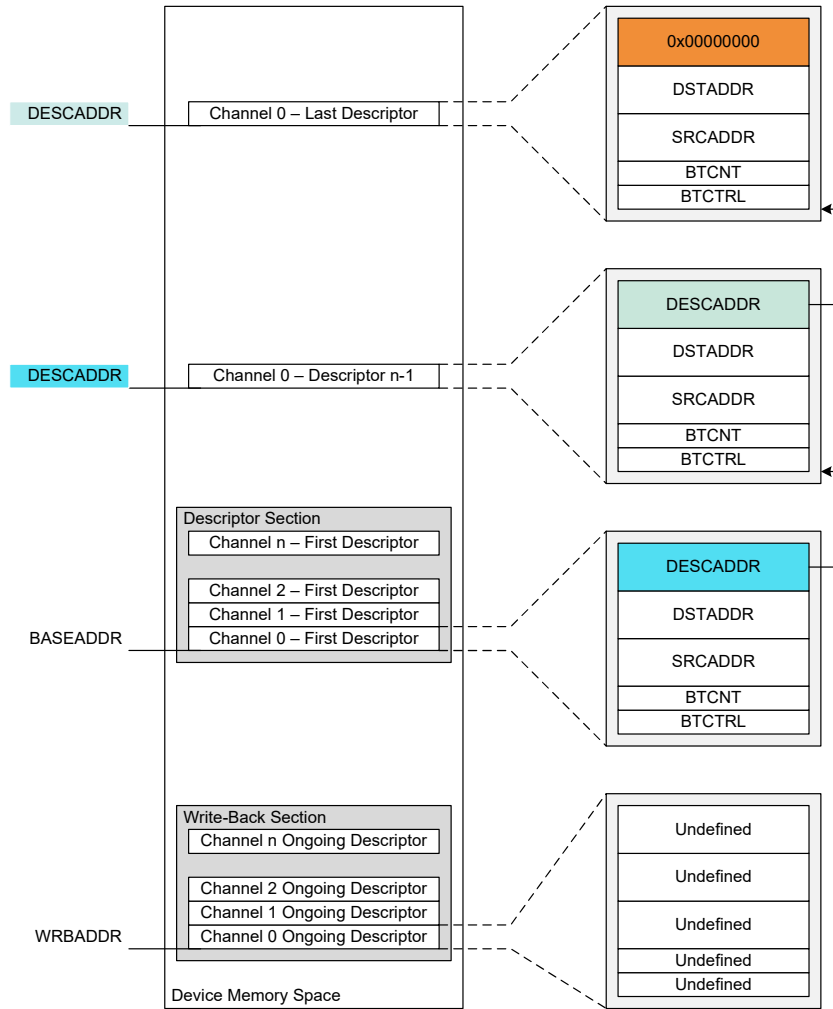 0x00000000
DSTADDR
DESCADDR
Channel 0 – Last Descriptor
SRCADDR
BTCNT
BTCTRL
DESCADDR
DSTADDR
DESCADDR
Channel 0 – Descriptor n-1
SRCADDR
BTCNT
BTCTRL
Descriptor Section
Channel n – First Descriptor
DESCADDR
Channel 2 – First Descriptor
Channel 1 – First Descriptor
DSTADDR
BASEADDR
Channel 0 – First Descriptor
SRCADDR
BTCNT
BTCTRL
Write-Back Section
Channel n Ongoing Descriptor
Undefined
Undefined
Channel 2 Ongoing Descriptor
Channel 1 Ongoing Descriptor
Undefined
WRBADDR
Channel 0 Ongoing Descriptor
Undefined
Undefined
Device Memory Space